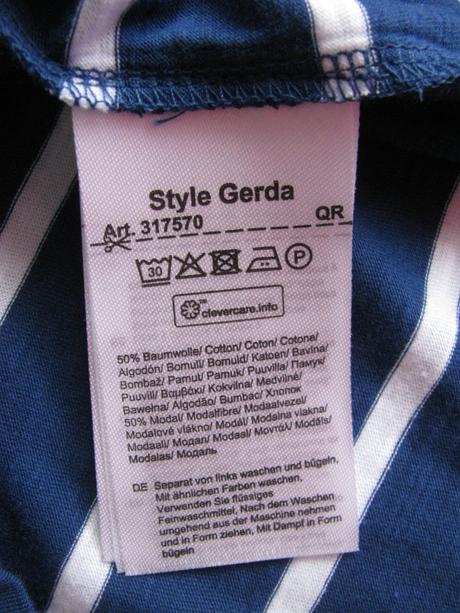 Style Gerda
Art. 317570 QR
30 P
™
clevercare.info
50% Baumwolle/ Cotton/ Coton/ Cotone/
Algodón/ Bomull/ Bomuld/ Katoen/ Bavlna/
Bombaž/ Pamut/ Pamuk/ Puuvilla/ Памук/
Puuvill/ Βαμβάκι/ Kokvilna/ Medvilnė/
Bawełna/ Algodão/ Bumbac/ Хлопок
50% Modal/ Modalfibre/ Modaalvezel/
Modalové vlákno/ Modál/ Modalna vlakna/
Modaali/ Модал/ Modaal/ Μοντάλ/ Modāls/
Modalas/ Модаль
DE Separat von links waschen und bügeln,
Mit ähnlichen Farben waschen,
Verwenden Sie flüssiges
Feinwaschmittel, Nach dem Waschen
umgehend aus der Maschine nehmen
und in Form ziehen, Mit Dampf in Form
bügeln